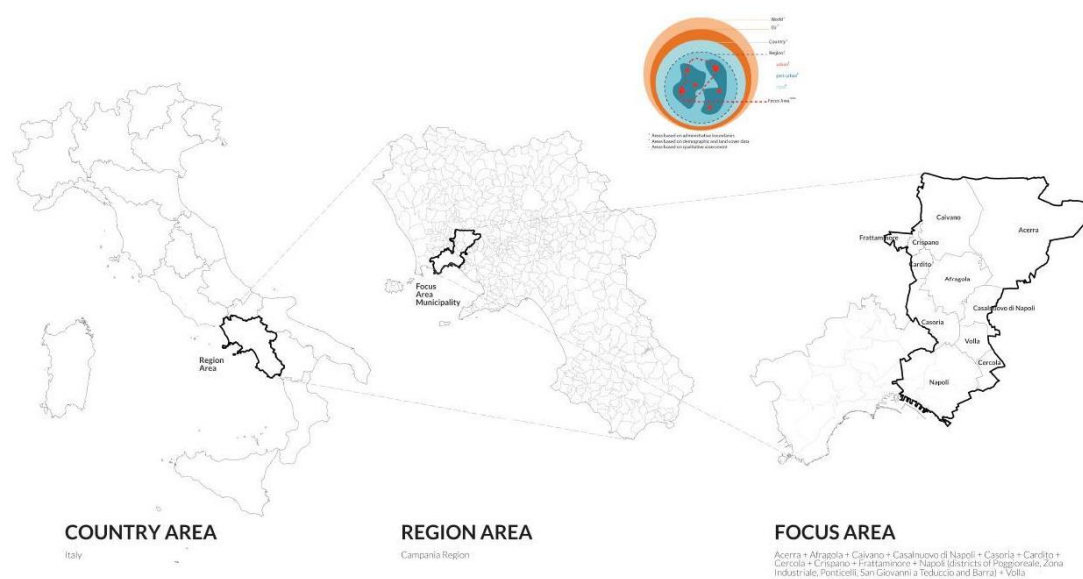 World
EU
Country
Region
urban
peri-urban
rural
Focus Area
Areas based on administrative boundaries
Areas based on demographic and land cover data
Areas based on qualitative assessment
Region
Area
Focus
Area
Municipality
Caivano
Acerra
Frattaminore
Crispano
Cardito
Afragola
Casalnuovo di Napoli
Casoria
Volla
Cercola
Napoli
COUNTRY AREA
Italy
REGION AREA
Campania Region
FOCUS AREA
Acerra + Afragola + Caivano + Casalnuovo di Napoli + Casoria + Cardito +
Cercola + Crispano + Frattaminore + Napoli (districts of Poggioreale, Zona
Industriale, Ponticelli, San Giovanni a Teduccio and Barra) + Volla